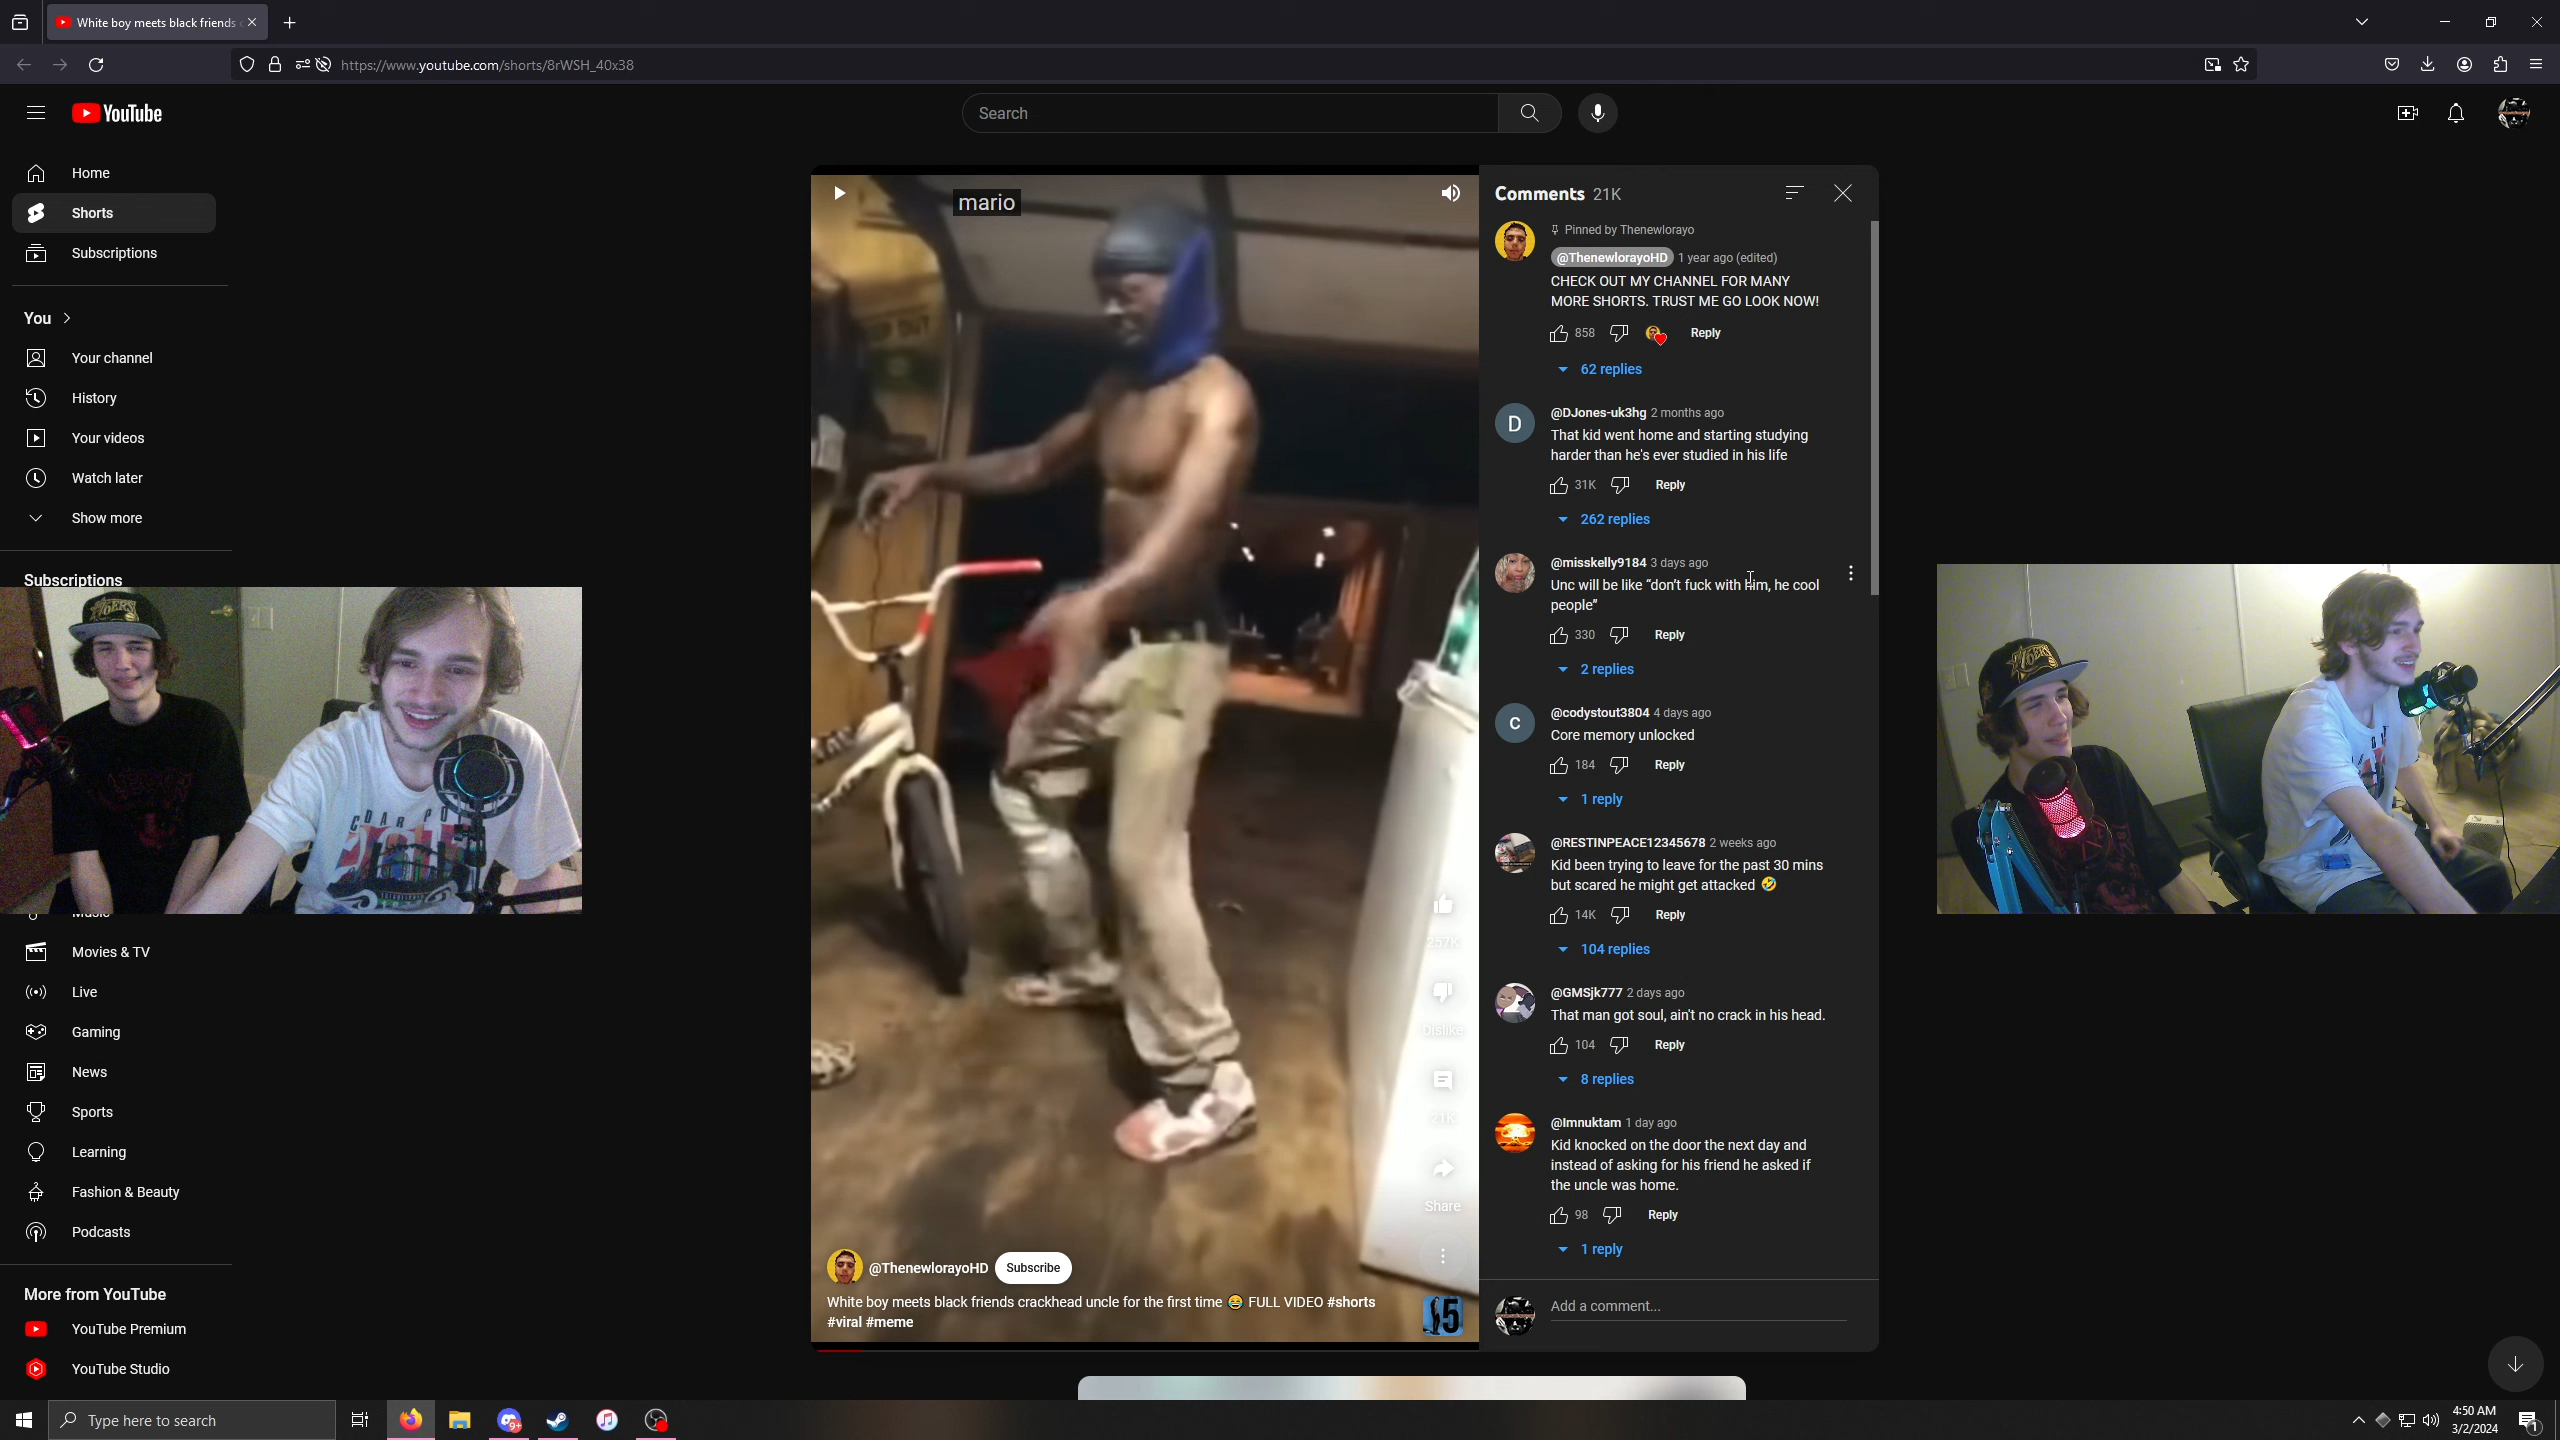 White boy meets black friends
https://www.youtube.com/shorts/8rWSH_40x38
YouTube
Search
Home
Shorts
Subscriptions
You
Your channel
History
Your videos
Watch later
Show more
Subscriptions
Music
Movies & TV
Live
Gaming
News
Sports
Learning
Fashion & Beauty
Podcasts
More from YouTube
YouTube Premium
YouTube Studio
76ERS
mario
257K
Dislike
21K
Share
@ThenewlorayoHD Subscribe
White boy meets black friends crackhead uncle for the first time 😂 FULL VIDEO #shorts
#viral #meme
15
Comments 21K
Pinned by Thenewlorayo
@ThenewlorayoHD 1 year ago (edited)
CHECK OUT MY CHANNEL FOR MANY
MORE SHORTS. TRUST ME GO LOOK NOW!
858 Reply
62 replies
D
@DJones-uk3hg 2 months ago
That kid went home and starting studying
harder than he's ever studied in his life
31K Reply
262 replies
@misskelly9184 3 days ago
Unc will be like “don’t fuck with him, he cool
people”
330 Reply
2 replies
C
@codystout3804 4 days ago
Core memory unlocked
184 Reply
1 reply
@RESTINPEACE12345678 2 weeks ago
Kid been trying to leave for the past 30 mins
but scared he might get attacked 🤣
14K Reply
104 replies
@GMSjk777 2 days ago
That man got soul, ain't no crack in his head.
104 Reply
8 replies
@Imnuktam 1 day ago
Kid knocked on the door the next day and
instead of asking for his friend he asked if
the uncle was home.
98 Reply
1 reply
Add a comment...
76ERS
Type here to search
9+
4:50 AM
3/2/2024
1